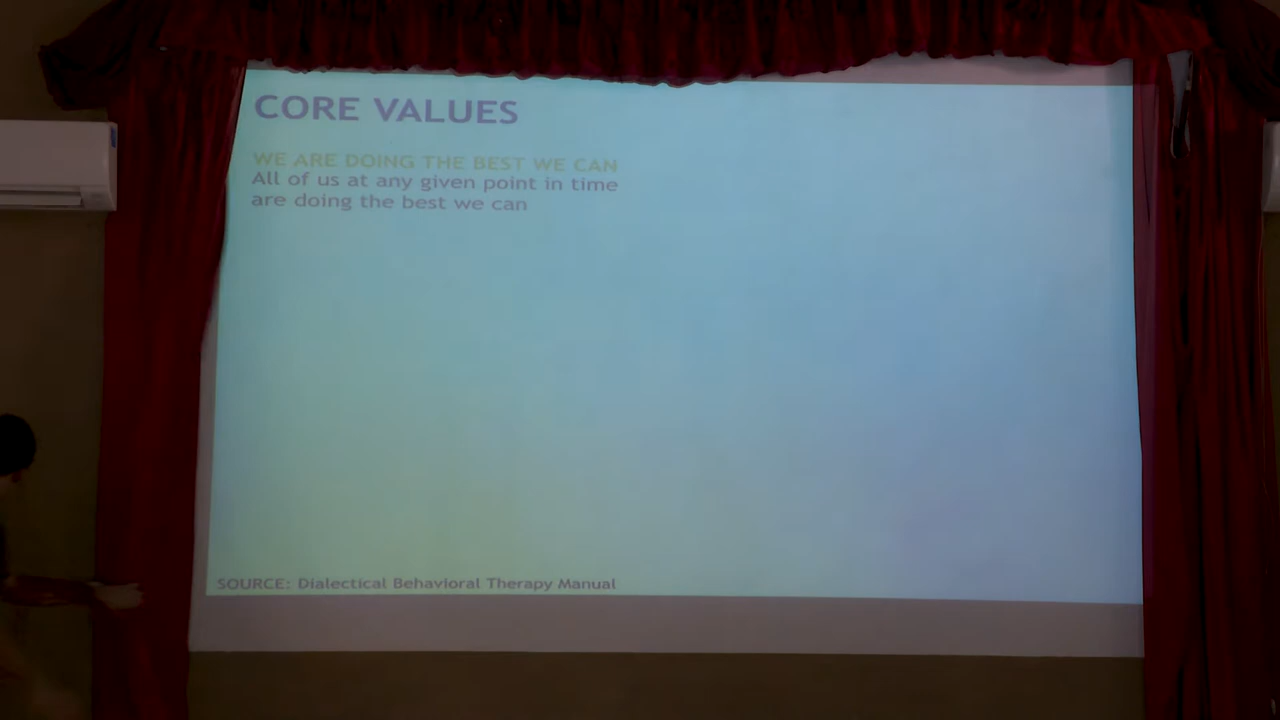 CORE VALUES
WE ARE DOING THE BEST WE CAN
All of us at any given point in time
are doing the best we can
SOURCE: Dialectical Behavioral Therapy Manual